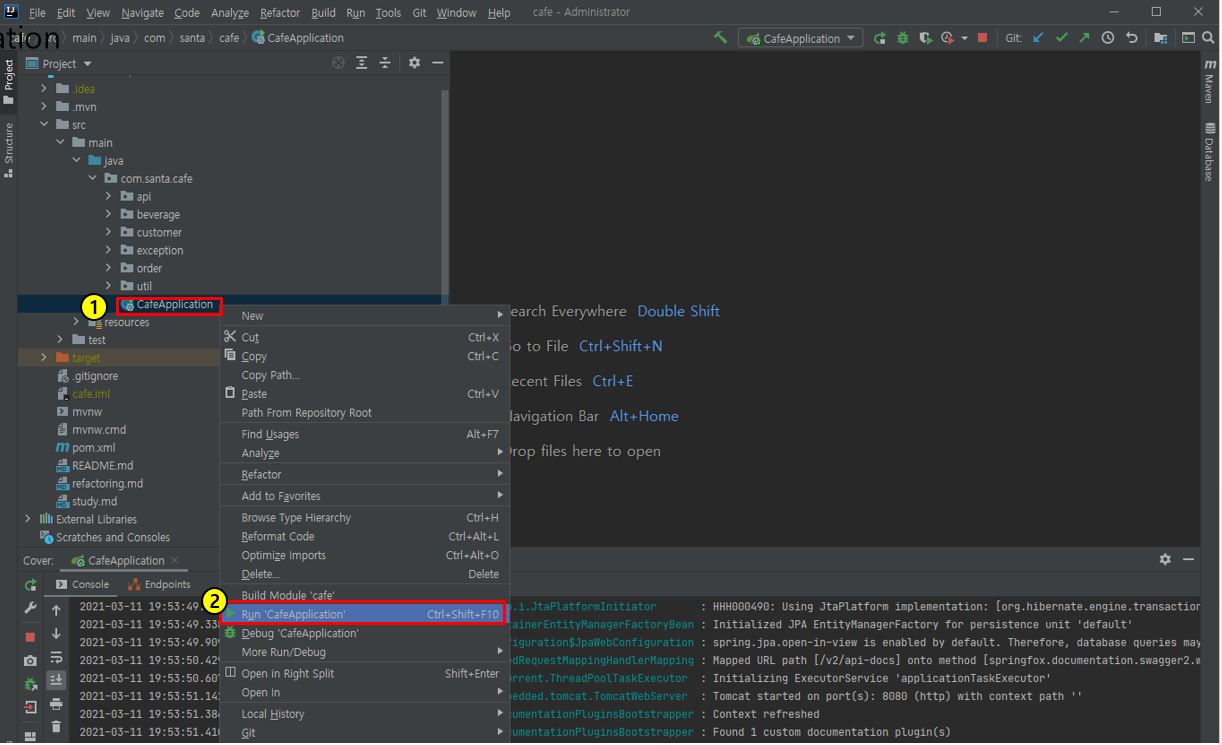 File Edit View Navigate Code Analyze Refactor Build Run Tools Git Window Help cafe - Administrator
ation
main java com santa cafe CafeApplication
CafeApplication Git:
Project
Project
Structure
Maven
Database
.idea
.mvn
src
main
java
com.santa.cafe
api
beverage
customer
exception
order
util
1 CafeApplication
resources
test
target
.gitignore
cafe.iml
mvnw
mvnw.cmd
pom.xml
README.md
refactoring.md
study.md
External Libraries
Scratches and Consoles
New
Cut Ctrl+X
Copy Ctrl+C
Copy Path...
Paste Ctrl+V
Path From Repository Root
Find Usages Alt+F7
Analyze
Refactor
Add to Favorites
Browse Type Hierarchy Ctrl+H
Reformat Code Ctrl+Alt+L
Optimize Imports Ctrl+Alt+O
Delete... Delete
Build Module 'cafe'
2 Run 'CafeApplication' Ctrl+Shift+F10
Debug 'CafeApplication'
More Run/Debug
Open in Right Split Shift+Enter
Open In
Local History
Git
earch Everywhere Double Shift
o to File Ctrl+Shift+N
ecent Files Ctrl+E
avigation Bar Alt+Home
rop files here to open
Cover: CafeApplication
Console Endpoints
2021-03-11 19:53:49. .i.JtaPlatformInitiator : HHH000490: Using JtaPlatform implementation: [org.hibernate.engine.transaction
2021-03-11 19:53:49.338 ainerEntityManagerFactoryBean : Initialized JPA EntityManagerFactory for persistence unit 'default'
2021-03-11 19:53:49.909 figuration$JpaWebConfiguration : spring.jpa.open-in-view is enabled by default. Therefore, database queries may
2021-03-11 19:53:50.429 edRequestMappingHandlerMapping : Mapped URL path [/v2/api-docs] onto method [springfox.documentation.swagger2.w
2021-03-11 19:53:50.607 urrent.ThreadPoolTaskExecutor : Initializing ExecutorService 'applicationTaskExecutor'
2021-03-11 19:53:51.142 bedded.tomcat.TomcatWebServer : Tomcat started on port(s): 8080 (http) with context path ''
2021-03-11 19:53:51.386 cumentationPluginsBootstrapper : Context refreshed
2021-03-11 19:53:51.410 cumentationPluginsBootstrapper : Found 1 custom documentation plugin(s)